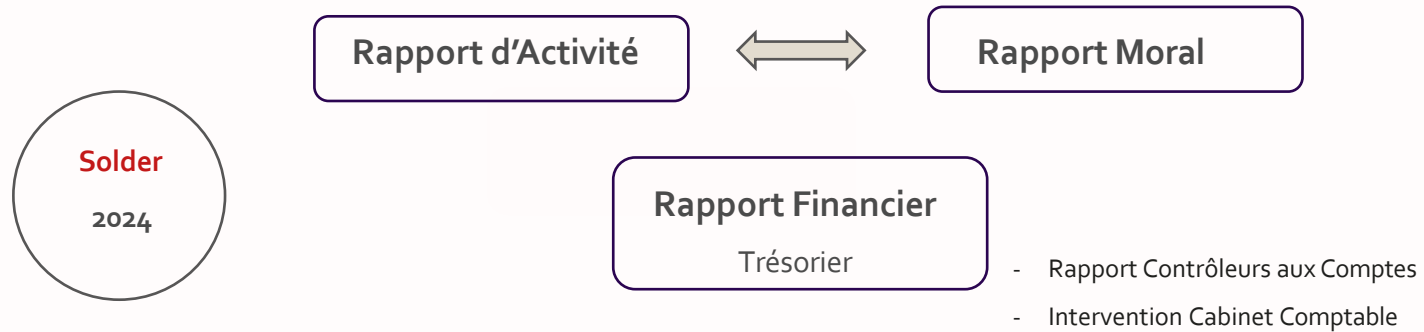 Rapport d'Activité
Rapport Moral
Solder
2024
Rapport Financier
Trésorier
- Rapport Contrôleurs aux Comptes
- Intervention Cabinet Comptable